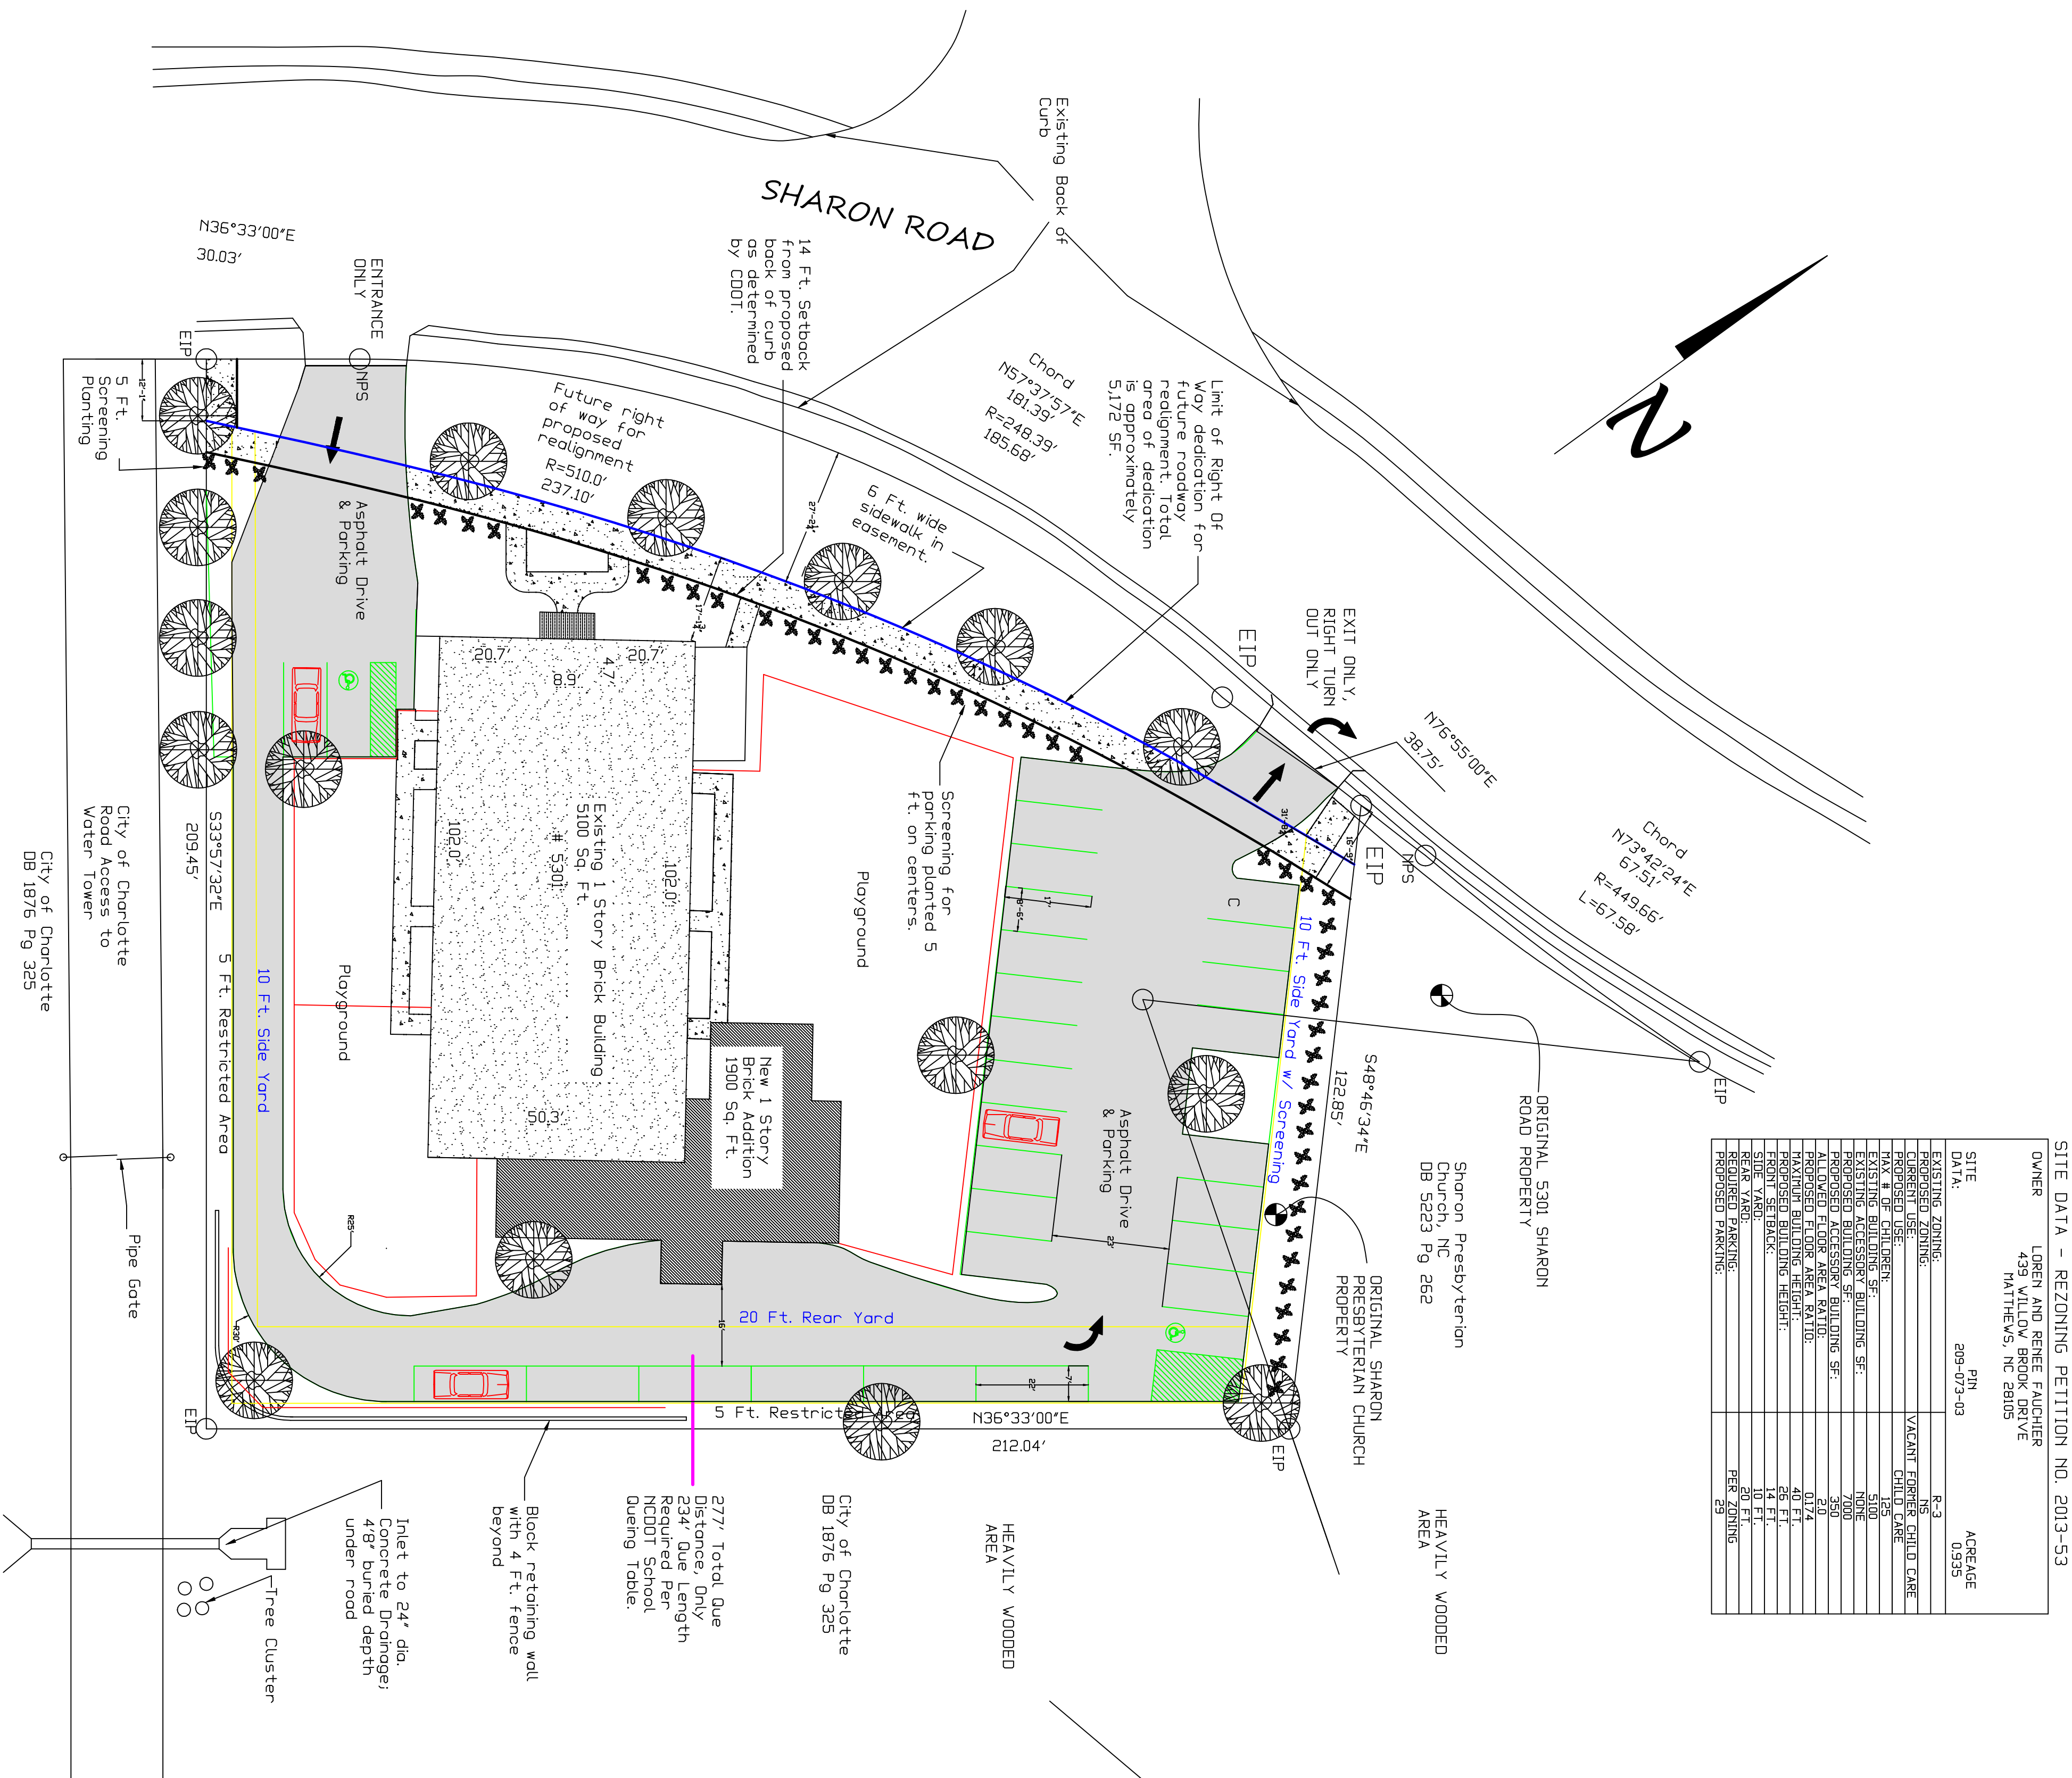 SITE DATA - REZONING PETITION NO. 2013-53
OWNER
LOREN AND RENEE FAUCHIER
439 WILLOW BROOK DRIVE
MATTHEWS, NC 28105
SITE
DATA:
PIN
209-073-03
ACREAGE
0.935
EXISTING ZONING: R-3
PROPOSED ZONING: NS
CURRENT USE: VACANT FORMER CHILD CARE
PROPOSED USE: CHILD CARE
MAX # OF CHILDREN: 125
EXISTING BUILDING SF: 5100
EXISTING ACCESSORY BUILDING SF: NONE
PROPOSED BUILDING SF: 7000
PROPOSED ACCESSORY BUILDING SF: 350
ALLOWED FLOOR AREA RATIO: 2.0
PROPOSED FLOOR AREA RATIO: 0.174
MAXIMUM BUILDING HEIGHT: 40 FT.
PROPOSED BUILDING HEIGHT: 26 FT.
FRONT SETBACK: 14 FT.
SIDE YARD: 10 FT.
REAR YARD: 20 FT.
REQUIRED PARKING: PER ZONING
PROPOSED PARKING: 29
N
SHARON ROAD
Existing Back of
Curb
N36°33'00"E
30.03'
ENTRANCE
ONLY
EIP
NPS
14 Ft. Setback
from proposed
back of curb
as determined
by CDOT.
Future right
of way for
proposed
realignment
R=510.0'
237.10'
Chord
N57°37'57"E
181.39'
R=248.39'
185.68'
Limit of Right Of
Way dedication for
future roadway
realignment. Total
area of dedication
is approximately
5,172 SF.
6 Ft. wide
sidewalk in
easement.
EXIT ONLY,
RIGHT TURN
OUT ONLY
EIP
N76°55'00"E
38.75'
EIP
NPS
Chord
N73°42'24"E
67.51'
R=449.66'
L=67.58'
EIP
ORIGINAL 5301 SHARON
ROAD PROPERTY
S48°46'34"E
122.85'
Sharon Presbyterian
Church, NC
DB 5223 Pg 262
ORIGINAL SHARON
PRESBYTERIAN CHURCH
PROPERTY
HEAVILY WOODED
AREA
5 Ft.
Screening
Planting
12'-1"
Asphalt Drive
& Parking
20.7'
8.9'
4.7'
20.7'
Existing 1 Story Brick Building
5100 Sq. Ft.
# 5301
102.0'
102.0'
50.3'
New 1 Story
Brick Addition
1900 Sq. Ft.
Screening for
parking planted 5
ft. on centers.
Playground
Playground
C
17'
8'-6"
10 Ft. Side Yard w/ Screening
Asphalt Drive
& Parking
23'
R25'
R30'
16'
22'
7'
20 Ft. Rear Yard
10 Ft. Side Yard
5 Ft. Restricted Area
S33°57'32"E
209.45'
City of Charlotte
Road Access to
Water Tower
City of Charlotte
DB 1876 Pg 325
Pipe Gate
EIP
5 Ft. Restricted Area
N36°33'00"E
212.04'
EIP
HEAVILY WOODED
AREA
City of Charlotte
DB 1876 Pg 325
277' Total Que
Distance, Only
234' Que Length
Required Per
NCDOT School
Queing Table.
Block retaining wall
with 4 Ft. fence
beyond
Inlet to 24" dia.
Concrete Drainage;
4'8" buried depth
under road
Tree Cluster